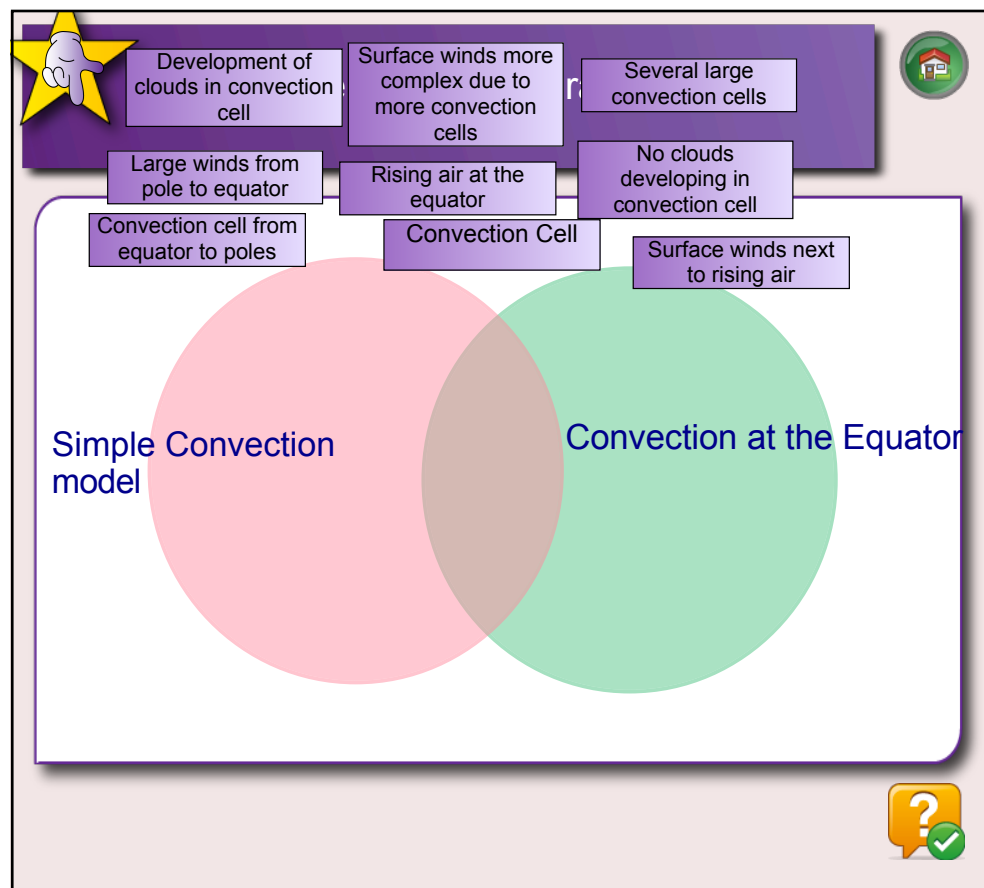 Development of
clouds in convection
cell
Surface winds more
complex due to
more convection
cells
Several large
convection cells
Large winds from
pole to equator
Rising air at the
equator
No clouds
developing in
convection cell
Convection cell from
equator to poles
Convection Cell
Surface winds next
to rising air
Simple Convection
model
Convection at the Equator